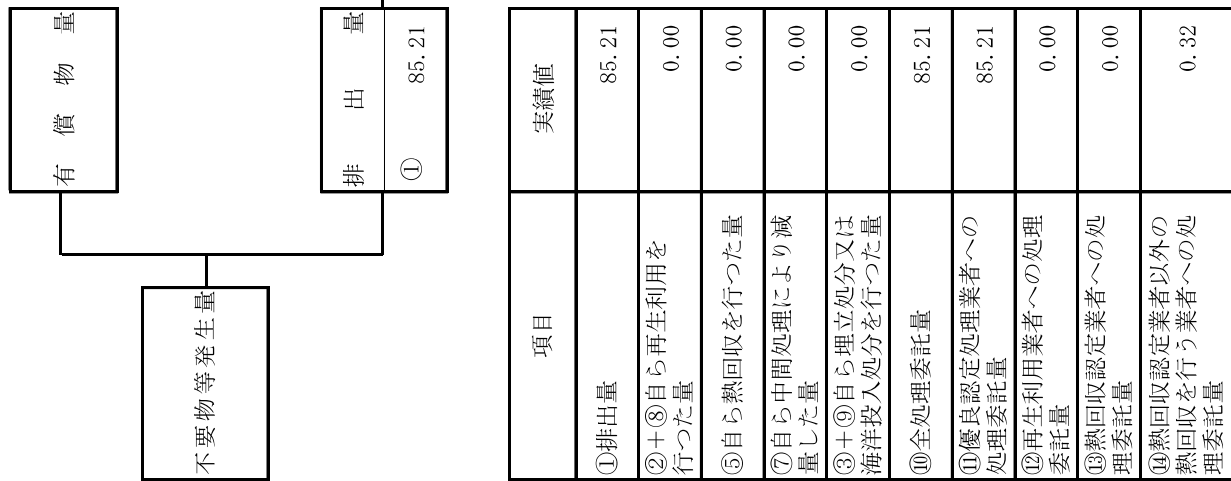 有償物量
排出量
① 85.21
不要物等発生量
項目 実績値
①排出量 85.21
②+⑧自ら再生利用を
行つた量 0.00
⑤自ら熱回収を行つた量 0.00
⑦自ら中間処理により減
量した量 0.00
③+⑨自ら埋立処分又は
海洋投入処分を行つた量 0.00
⑩全処理委託量 85.21
⑪優良認定処理業者への
処理委託量 85.21
⑫再生利用業者への処理
委託量 0.00
⑬熱回収認定業者への処
理委託量 0.00
⑭熱回収認定業者以外の
熱回収を行う業者への処
理委託量 0.32